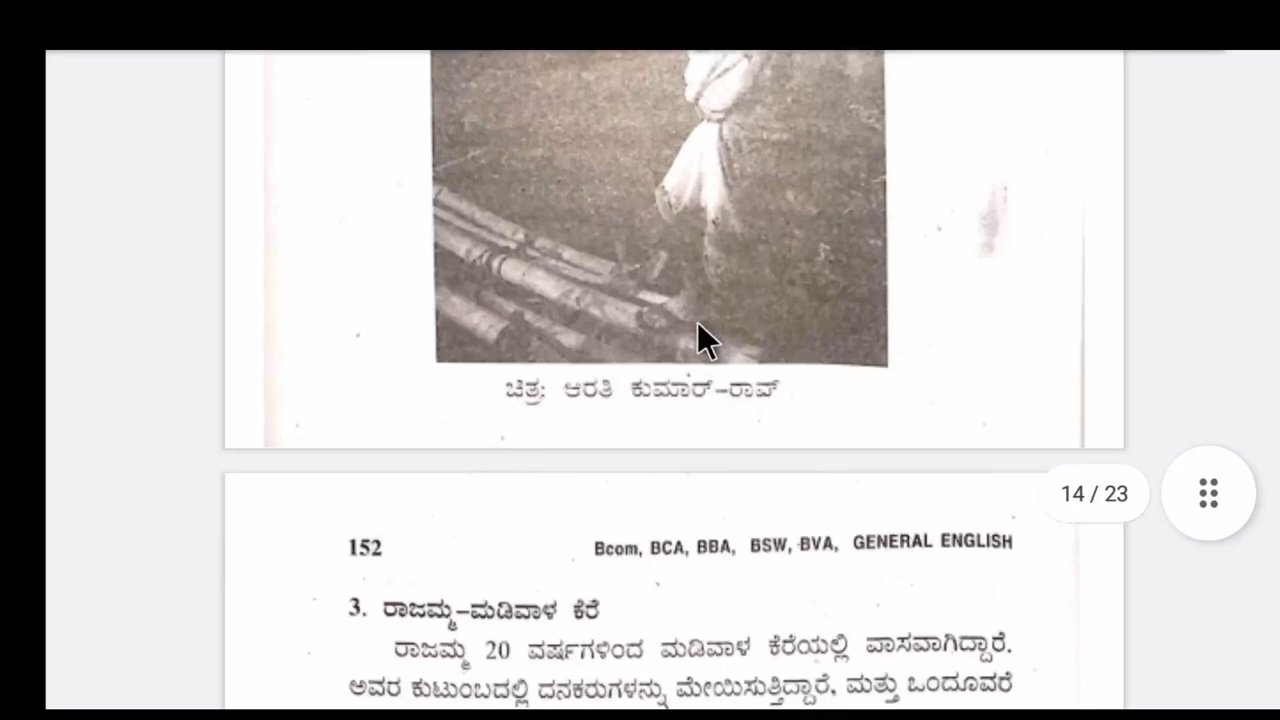 ಚಿತ್ರ: ಆರತಿ ಕುಮಾರ್-ರಾವ್
14 / 23
152 Bcom, BCA, BBA, BSW, BVA, GENERAL ENGLISH
3. ರಾಜಮ್ಮ-ಮಡಿವಾಳ ಕೆರೆ
ರಾಜಮ್ಮ 20 ವರ್ಷಗಳಿಂದ ಮಡಿವಾಳ ಕೆರೆಯಲ್ಲಿ ವಾಸವಾಗಿದ್ದಾರೆ.
ಅವರ ಕುಟುಂಬದಲ್ಲಿ ದನಕರುಗಳನ್ನು ಮೇಯಿಸುತ್ತಿದ್ದಾರೆ, ಮತ್ತು ಒಂದೂವರೆ